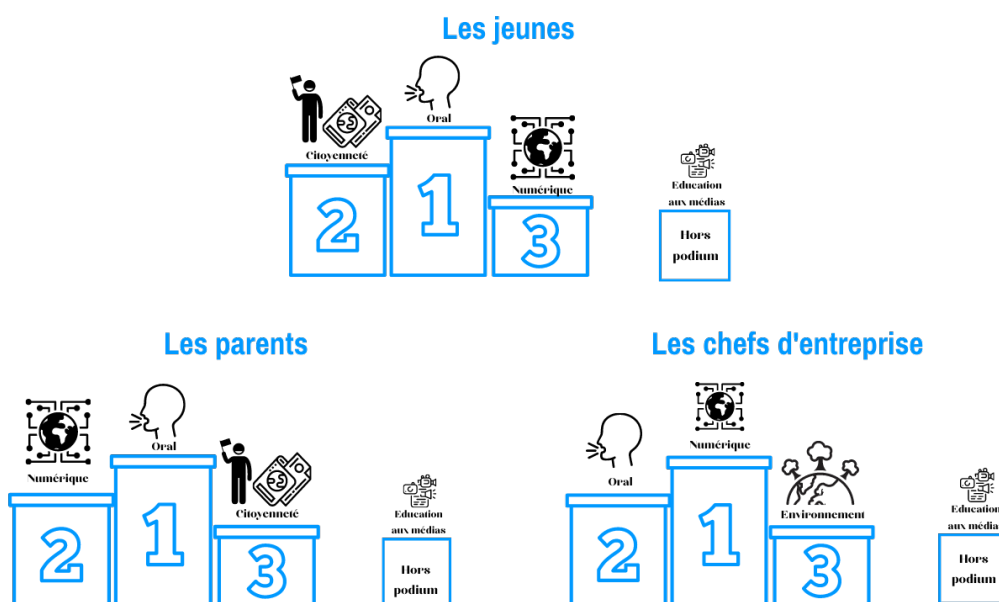 Les jeunes
Oral
Citoyenneté
Numérique
2
1
3
Education
aux médias
Hors
podium
Les parents
Oral
Numérique
Citoyenneté
2
1
3
Education
aux médias
Hors
podium
Les chefs d'entreprise
Numérique
Oral
Environnement
2
1
3
Education
aux média
Hors
podium